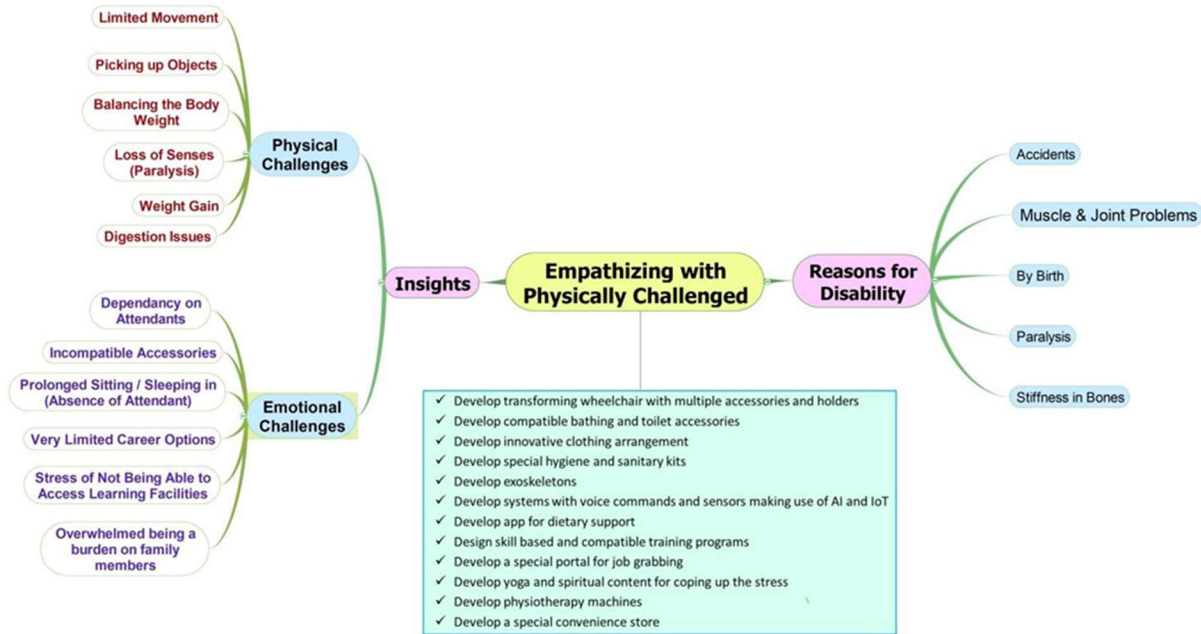 Limited Movement
Picking up Objects
Balancing the Body
Weight
Loss of Senses
(Paralysis)
Weight Gain
Digestion Issues
Physical
Challenges
Dependancy on
Attendants
Incompatible Accessories
Prolonged Sitting / Sleeping in
(Absence of Attendant)
Very Limited Career Options
Stress of Not Being Able to
Access Learning Facilities
Overwhelmed being a
burden on family
members
Emotional
Challenges
Insights
Empathizing with
Physically Challenged
Reasons for
Disability
Accidents
Muscle & Joint Problems
By Birth
Paralysis
Stiffness in Bones
✓ Develop transforming wheelchair with multiple accessories and holders
✓ Develop compatible bathing and toilet accessories
✓ Develop innovative clothing arrangement
✓ Develop special hygiene and sanitary kits
✓ Develop exoskeletons
✓ Develop systems with voice commands and sensors making use of AI and IoT
✓ Develop app for dietary support
✓ Design skill based and compatible training programs
✓ Develop a special portal for job grabbing
✓ Develop yoga and spiritual content for coping up the stress
✓ Develop physiotherapy machines
✓ Develop a special convenience store